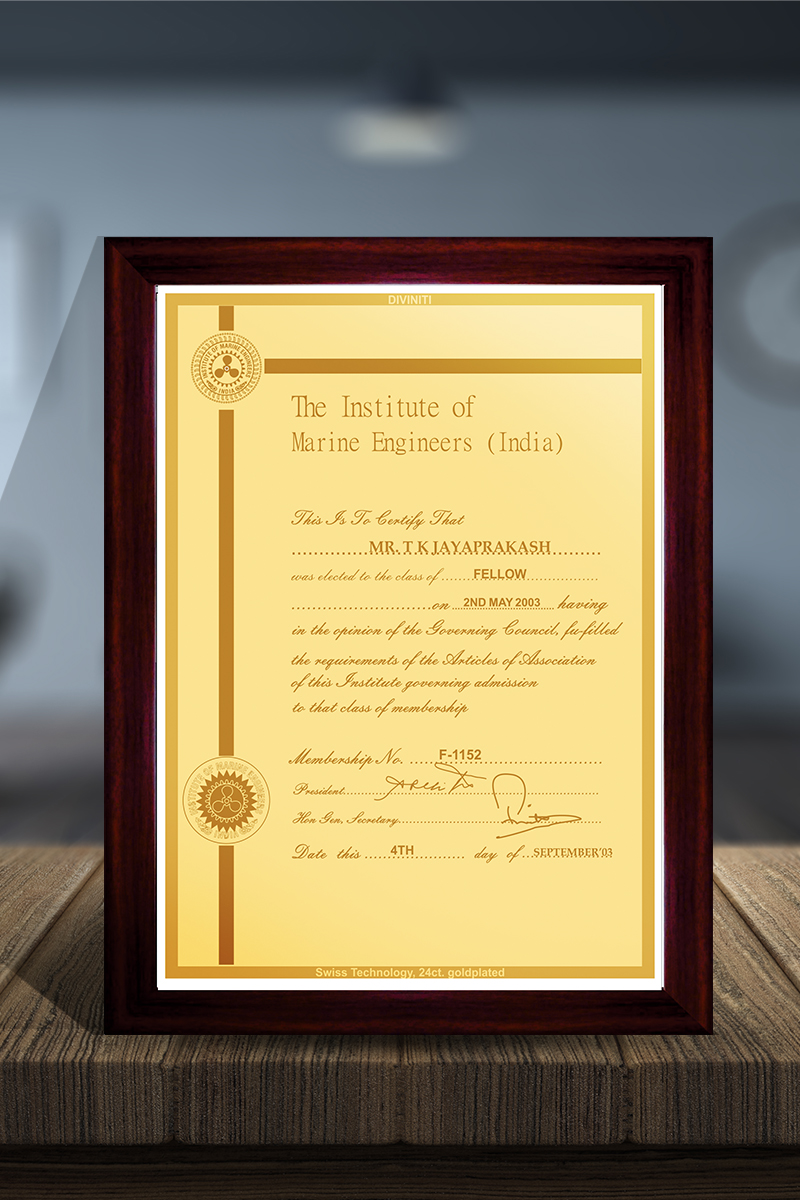 DIVINITI
INSTITUTE OF MARINE ENGINEERS
INDIA
The Institute of
Marine Engineers (India)
This Is To Certify That
MR. T K JAYAPRAKASH
was elected to the class of FELLOW
on 2ND MAY 2003 having
in the opinion of the Governing Council, fu-filled
the requirements of the Articles of Association
of this Institute governing admission
to that class of membership
Membership No. F-1152
INSTITUTE OF MARINE ENGINEERS
INDIA
President
Hon Gen, Secretary
Date this 4TH day of SEPTEMBER'03
Swiss Technology, 24ct. goldplated